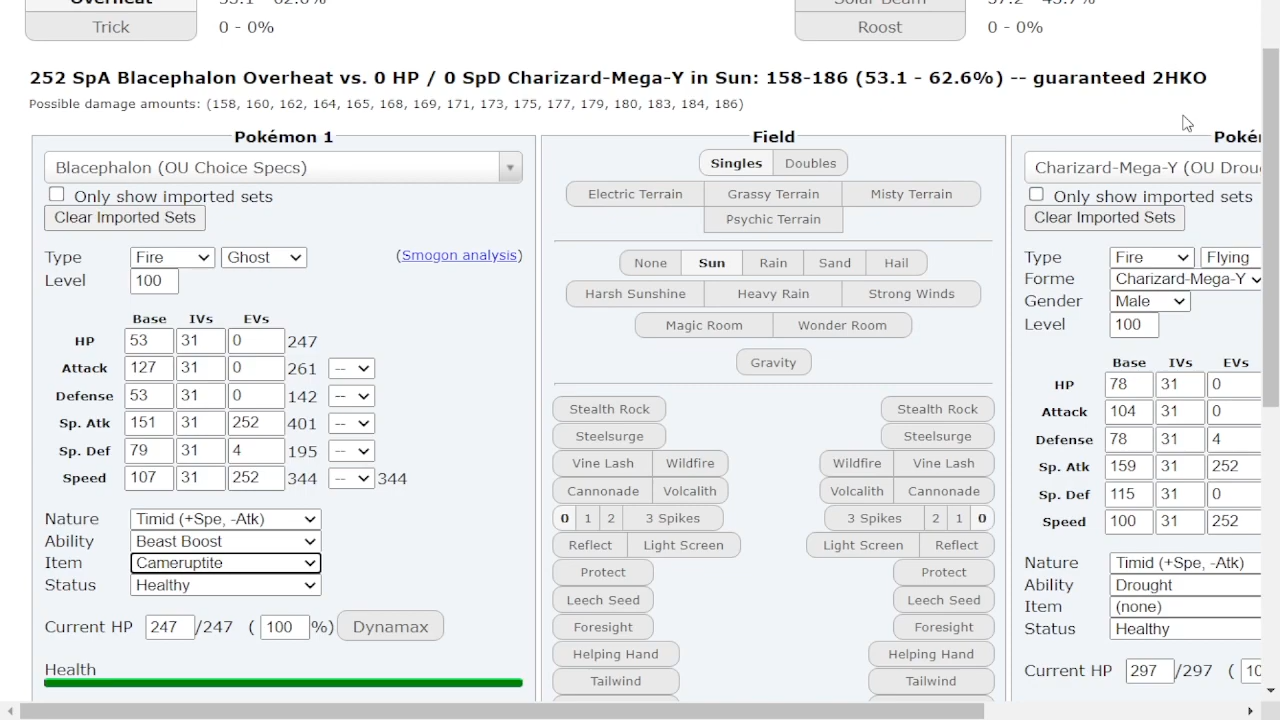 Overheat 53.1 - 62.6% Solar Beam 37.2 - 43.7%
Trick 0 - 0% Roost 0 - 0%
252 SpA Blacephalon Overheat vs. 0 HP / 0 SpD Charizard-Mega-Y in Sun: 158-186 (53.1 - 62.6%) -- guaranteed 2HKO
Possible damage amounts: (158, 160, 162, 164, 165, 168, 169, 171, 173, 175, 177, 179, 180, 183, 184, 186)
Pokémon 1
Blacephalon (OU Choice Specs)
Only show imported sets
Clear Imported Sets
Type Fire Ghost (Smogon analysis)
Level 100
Base IVs EVs
HP 53 31 0 247
Attack 127 31 0 261 --
Defense 53 31 0 142 --
Sp. Atk 151 31 252 401 --
Sp. Def 79 31 4 195 --
Speed 107 31 252 344 -- 344
Nature Timid (+Spe, -Atk)
Ability Beast Boost
Item Cameruptite
Status Healthy
Current HP 247 /247 ( 100 %) Dynamax
Health
Field
Singles Doubles
Electric Terrain Grassy Terrain Misty Terrain
Psychic Terrain
None Sun Rain Sand Hail
Harsh Sunshine Heavy Rain Strong Winds
Magic Room Wonder Room
Gravity
Stealth Rock Stealth Rock
Steelsurge Steelsurge
Vine Lash Wildfire Wildfire Vine Lash
Cannonade Volcalith Volcalith Cannonade
0 1 2 3 Spikes 3 Spikes 2 1 0
Reflect Light Screen Light Screen Reflect
Protect Protect
Leech Seed Leech Seed
Foresight Foresight
Helping Hand Helping Hand
Tailwind Tailwind
Poké
Charizard-Mega-Y (OU Drou
Only show imported sets
Clear Imported Sets
Type Fire Flying
Forme Charizard-Mega-Y
Gender Male
Level 100
Base IVs EVs
HP 78 31 0
Attack 104 31 0
Defense 78 31 4
Sp. Atk 159 31 252
Sp. Def 115 31 0
Speed 100 31 252
Nature Timid (+Spe, -Atk)
Ability Drought
Item (none)
Status Healthy
Current HP 297 /297 ( 10